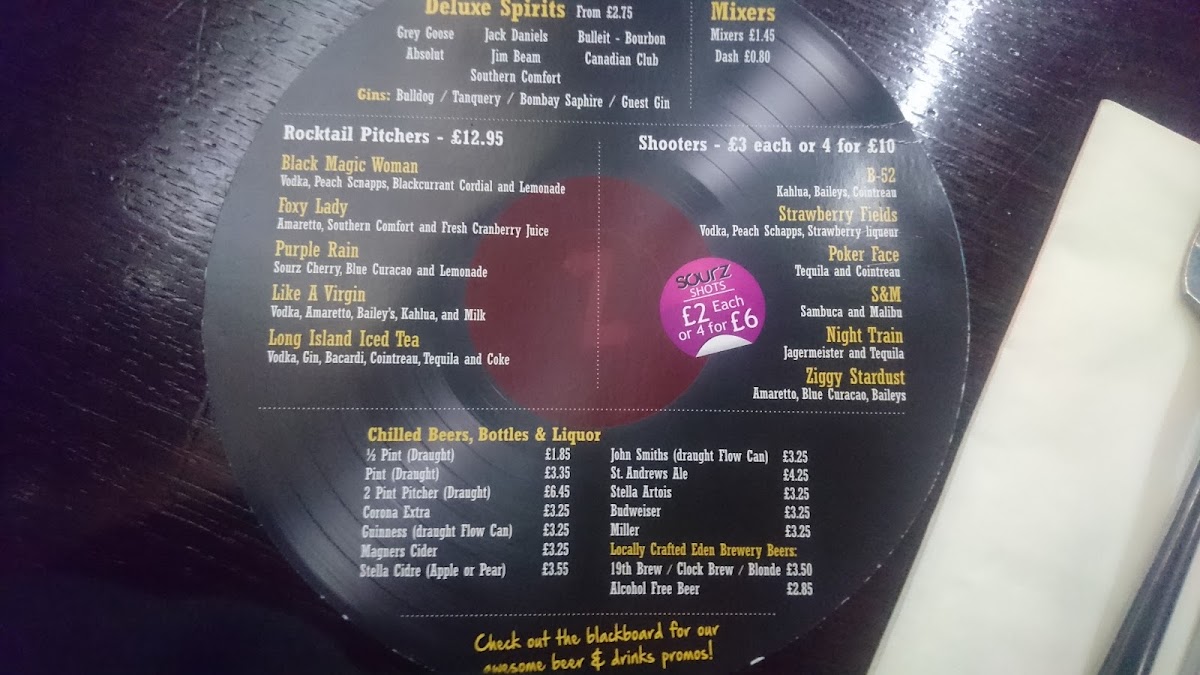 Deluxe Spirits From £2.75
Grey Goose Jack Daniels Bulleit - Bourbon
Absolut Jim Beam Canadian Club
Southern Comfort
Gins: Bulldog / Tanquery / Bombay Saphire / Guest Gin
Mixers
Mixers £1.45
Dash £0.80
Rocktail Pitchers - £12.95
Black Magic Woman
Vodka, Peach Scnapps, Blackcurrant Cordial and Lemonade
Foxy Lady
Amaretto, Southern Comfort and Fresh Cranberry Juice
Purple Rain
Sourz Cherry, Blue Curacao and Lemonade
Like A Virgin
Vodka, Amaretto, Bailey's, Kahlua, and Milk
Long Island Iced Tea
Vodka, Gin, Bacardi, Cointreau, Tequila and Coke
Shooters - £3 each or 4 for £10
B-52
Kahlua, Baileys, Cointreau
Strawberry Fields
Vodka, Peach Schapps, Strawberry liqueur
Poker Face
Tequila and Cointreau
S&M
Sambuca and Malibu
Night Train
Jagermeister and Tequila
Ziggy Stardust
Amaretto, Blue Curacao, Baileys
sourz
SHOTS
£2 Each
or 4 for £6
Chilled Beers, Bottles & Liquor
½ Pint (Draught) £1.85
Pint (Draught) £3.35
2 Pint Pitcher (Draught) £6.45
Corona Extra £3.25
Guinness (draught Flow Can) £3.25
Magners Cider £3.25
Stella Cidre (Apple or Pear) £3.55
John Smiths (draught Flow Can) £3.25
St. Andrews Ale £4.25
Stella Artois £3.25
Budweiser £3.25
Miller £3.25
Locally Crafted Eden Brewery Beers:
19th Brew / Clock Brew / Blonde £3.50
Alcohol Free Beer £2.85
Check out the blackboard for our
awesome beer & drinks promos!